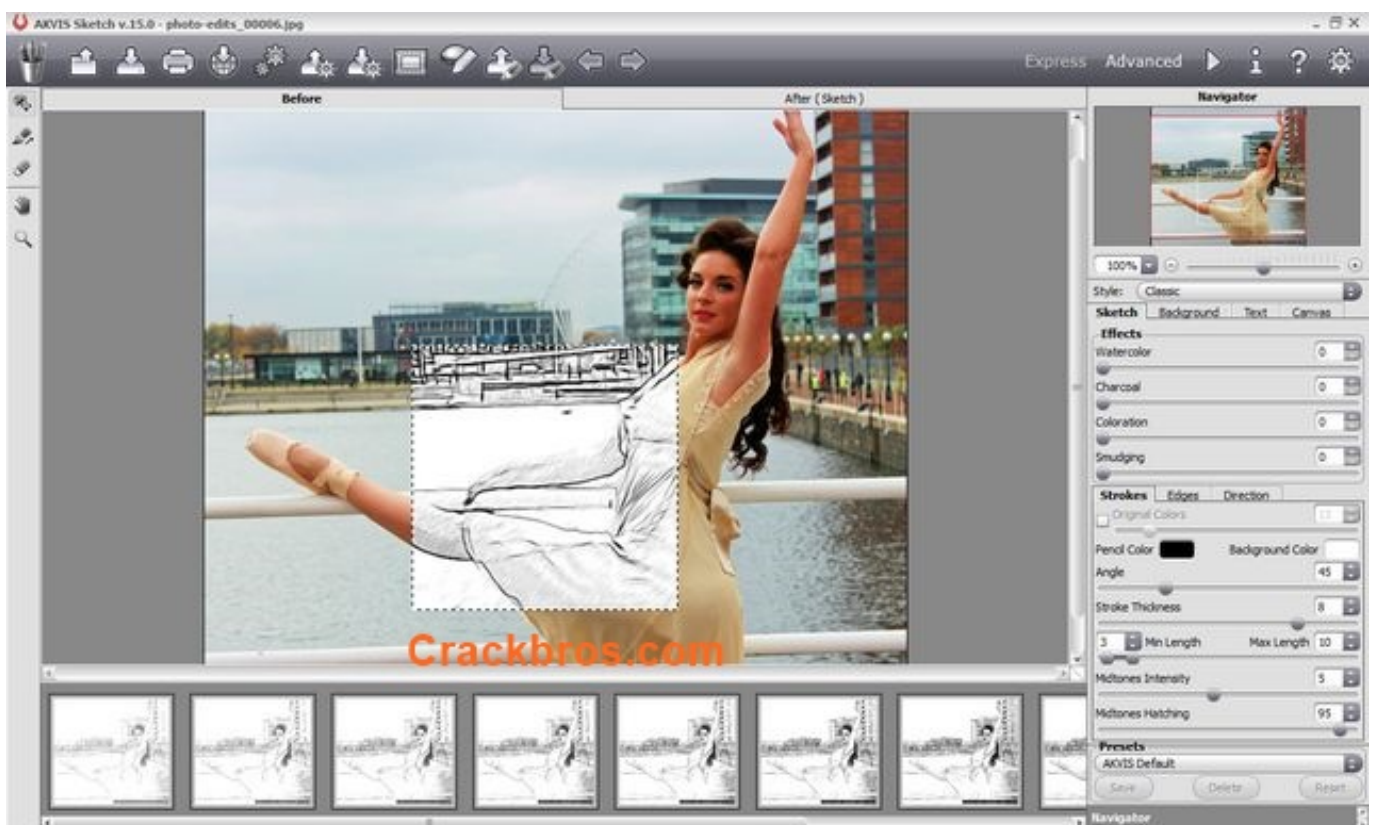 AKVIS Sketch v.15.0 - photo-edits_00006.jpg
Express Advanced
Before
After ( Sketch )
Navigator
100%
Style: Classic
Sketch Background Text Canvas
Effects
Watercolor 0
Charcoal 0
Coloration 0
Smudging 0
Strokes Edges Direction
Original Colors
Pencil Color Background Color
Angle 45
Stroke Thickness 8
3 Min Length Max Length 10
Midtones Intensity 5
Midtones Hatching 95
Presets
AKVIS Default
Save Delete Reset
Navigator
Crackbros.com